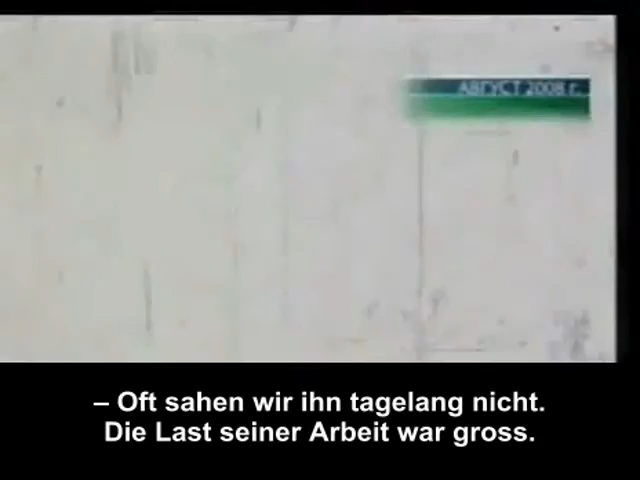 АВГУСТ 2008 г.
– Oft sahen wir ihn tagelang nicht.
Die Last seiner Arbeit war gross.